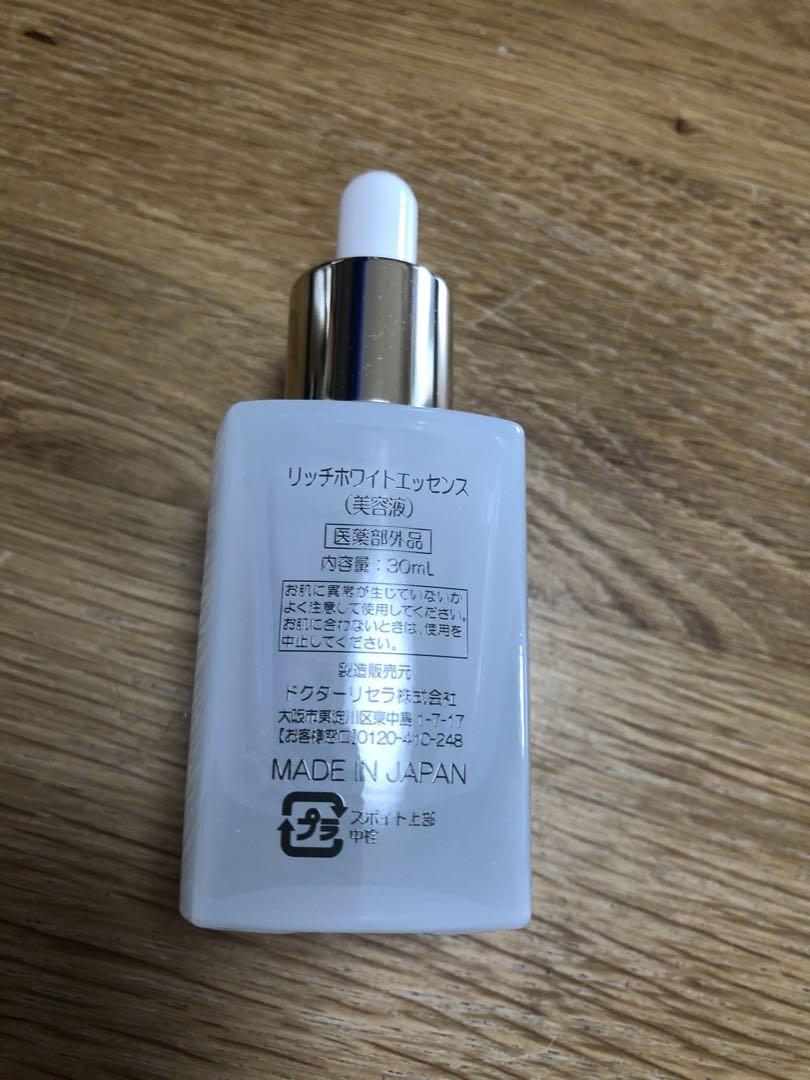 リッチホワイトエッセンス
(美容液)
医薬部外品
内容量：30mL
お肌に異常が生じていないか
よく注意して使用してください。
お肌に合わないときは、使用を
中止してください。
製造販売元
ドクターリセラ株式会社
大阪市東淀川区東中島1-7-17
【お客様窓口】0120-410-248
MADE IN JAPAN
プラ スポイト上部
中栓